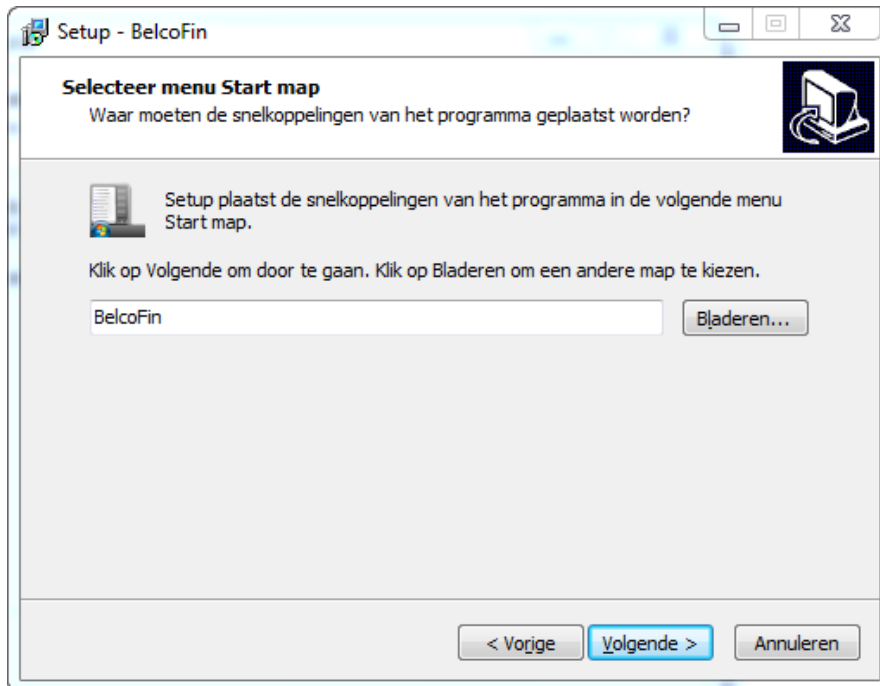 Setup - BelcoFin
Selecteer menu Start map
Waar moeten de snelkoppelingen van het programma geplaatst worden?
Setup plaatst de snelkoppelingen van het programma in de volgende menu
Start map.
Klik op Volgende om door te gaan. Klik op Bladeren om een andere map te kiezen.
BelcoFin
Bladeren...
< Vorige
Volgende >
Annuleren